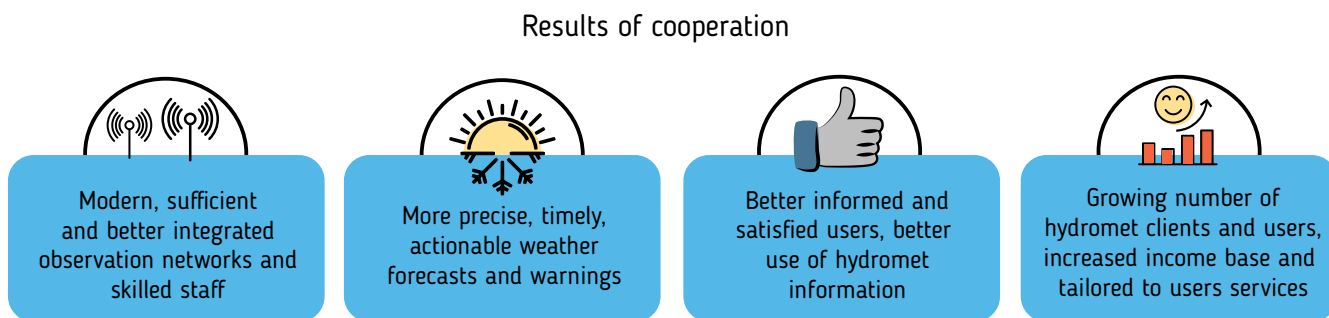 Results of cooperation
Modern, sufficient
and better integrated
observation networks and
skilled staff
More precise, timely,
actionable weather
forecasts and warnings
Better informed and
satisfied users, better
use of hydromet
information
Growing number of
hydromet clients and users,
increased income base and
tailored to users services